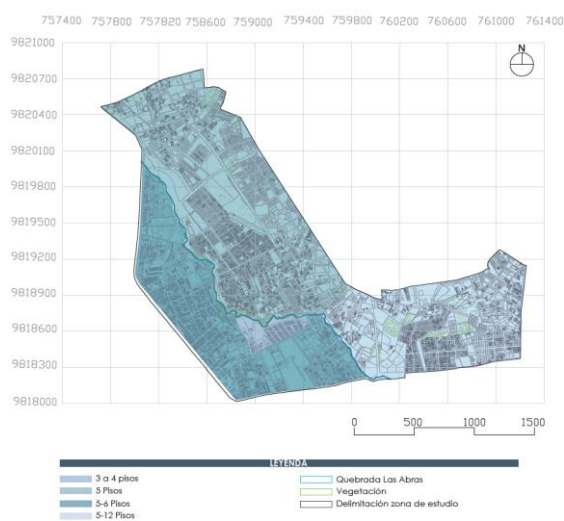 757400 757820 758600 759000 759400 759800 760200 760600 761000 761400
9821000
N
9820700
9820400
9820100
9819800
9819500
9819200
9818900
9818600
9818300
9818000
0 500 1000 1500
LEYENDA
3 a 4 pisos
5 Pisos
5-6 Pisos
5-12 Pisos
Quebrada Las Abras
Vegetación
Delimitación zona de estudio